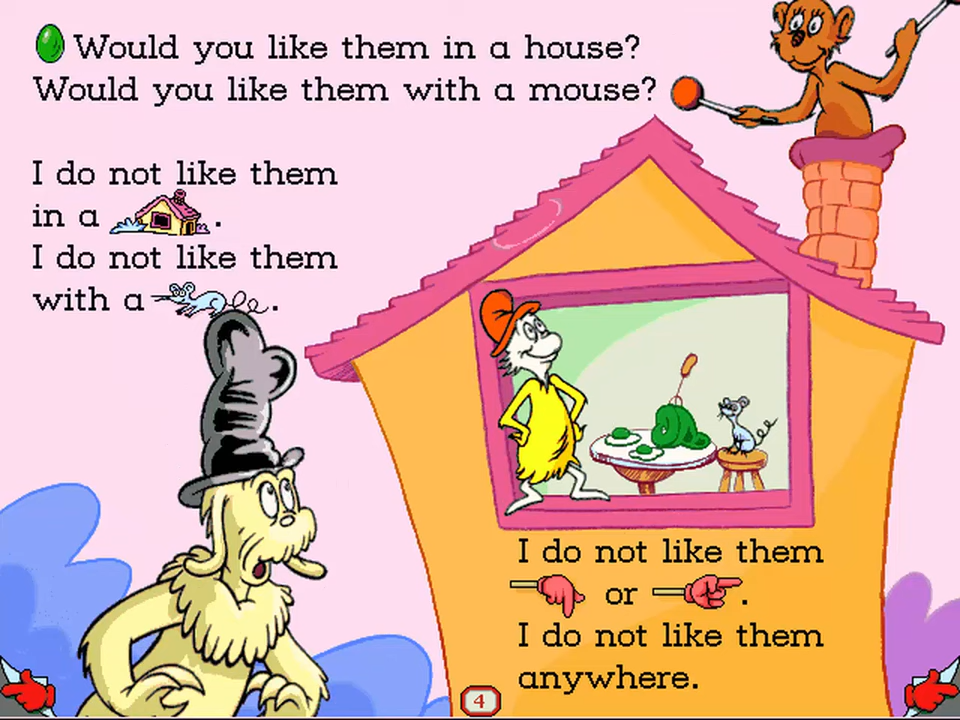 Would you like them in a house?
Would you like them with a mouse?
I do not like them
in a .
I do not like them
with a .
I do not like them
or .
I do not like them
anywhere.
4